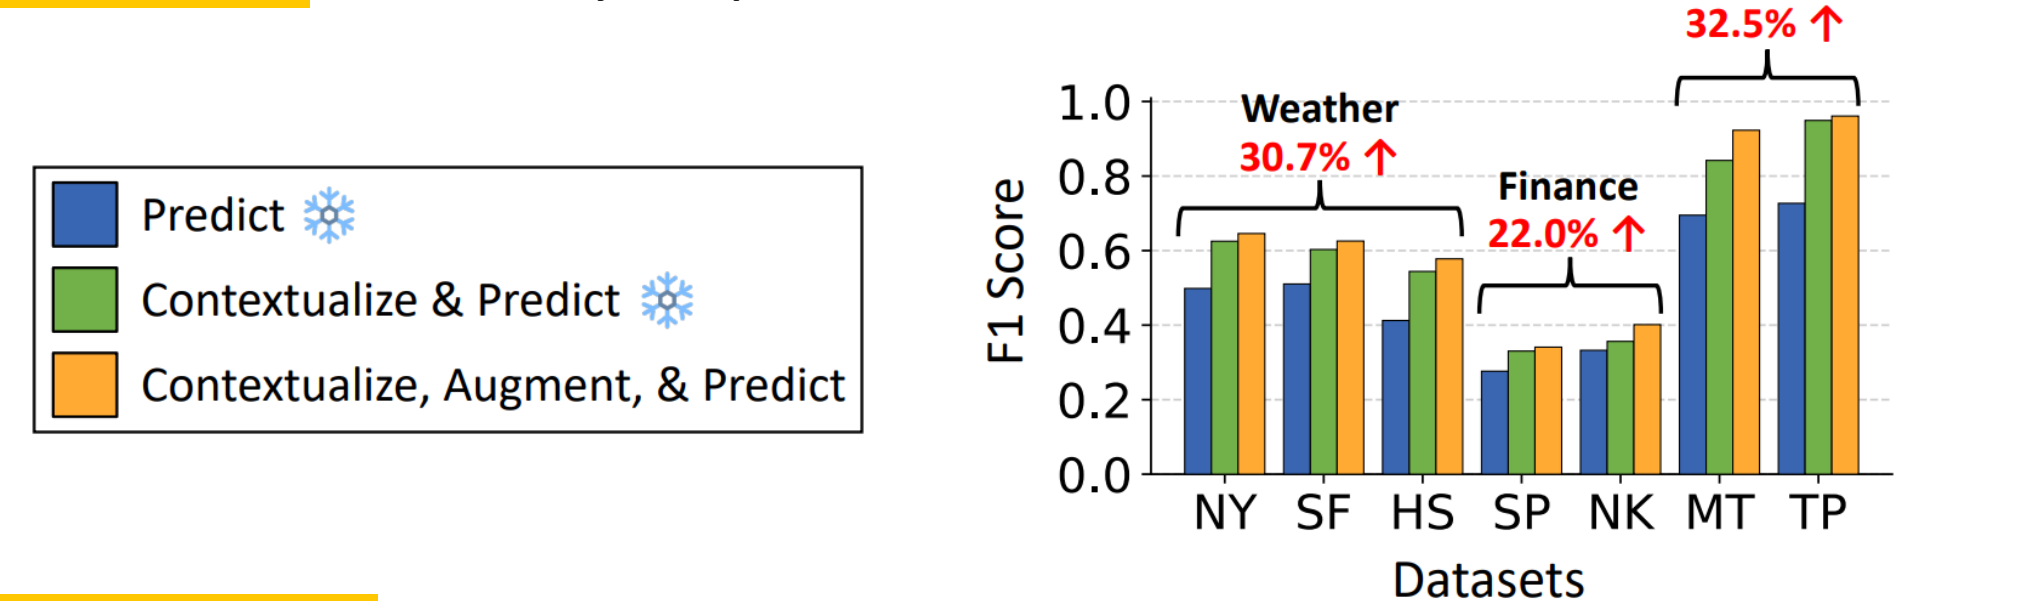 Predict
Contextualize & Predict
Contextualize, Augment, & Predict
32.5% ↑
Weather
30.7% ↑
Finance
22.0% ↑
F1 Score
1.0
0.8
0.6
0.4
0.2
0.0
NY SF HS SP NK MT TP
Datasets